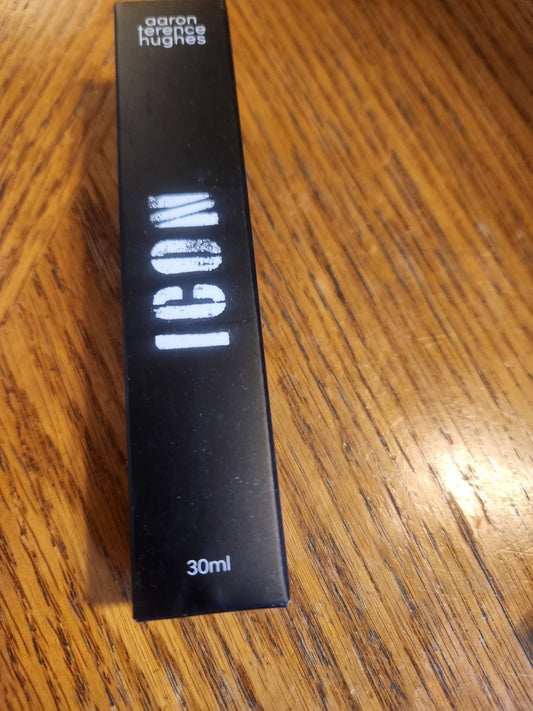 aaron
terence
hughes
ICON
30ml